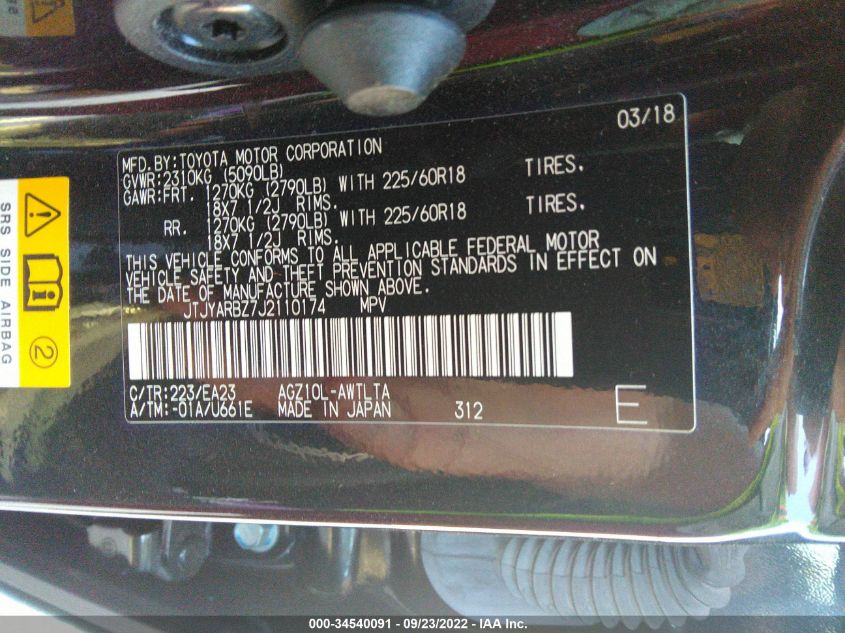 03/18
MFD. BY:TOYOTA MOTOR CORPORATION
GVWR:2310KG (5090LB)
GAWR:FRT. 1270KG (2790LB) WITH 225/60R18 TIRES.
18X7 1/2J RIMS.
RR. 1270KG (2790LB) WITH 225/60R18 TIRES.
18X7 1/2J RIMS.
THIS VEHICLE CONFORMS TO ALL APPLICABLE FEDERAL MOTOR
VEHICLE SAFETY AND THEFT PREVENTION STANDARDS IN EFFECT ON
THE DATE OF MANUFACTURE SHOWN ABOVE.
JTJYARBZ7J2110174 MPV
C/TR:223/EA23 AGZ10L-AWTLTA
A/TM:-01A/U661E MADE IN JAPAN 312 E
SRS SIDE AIRBAG
2
000-34540091 - 09/23/2022 - IAA Inc.